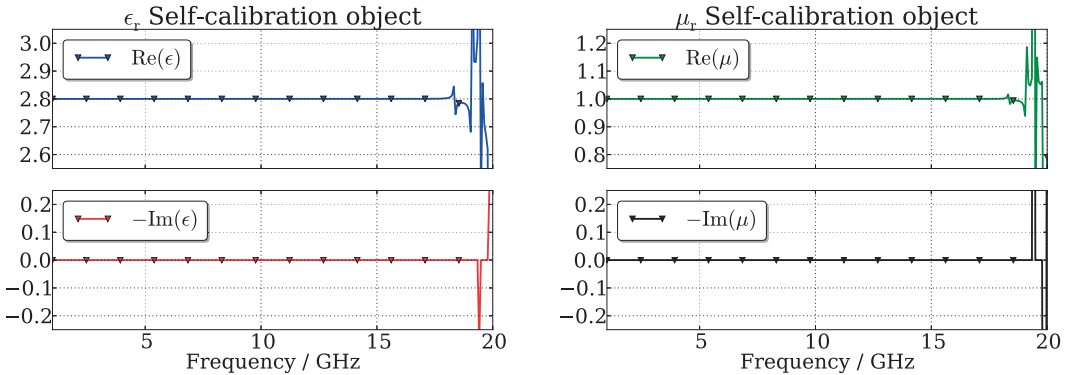 ϵr Self-calibration object
3.0
2.9
2.8
2.7
2.6
Re(ϵ)
0.2
0.1
0.0
−0.1
−0.2
−Im(ϵ)
5 10 15 20
Frequency / GHz
μr Self-calibration object
1.2
1.1
1.0
0.9
0.8
Re(μ)
0.2
0.1
0.0
−0.1
−0.2
−Im(μ)
5 10 15 20
Frequency / GHz